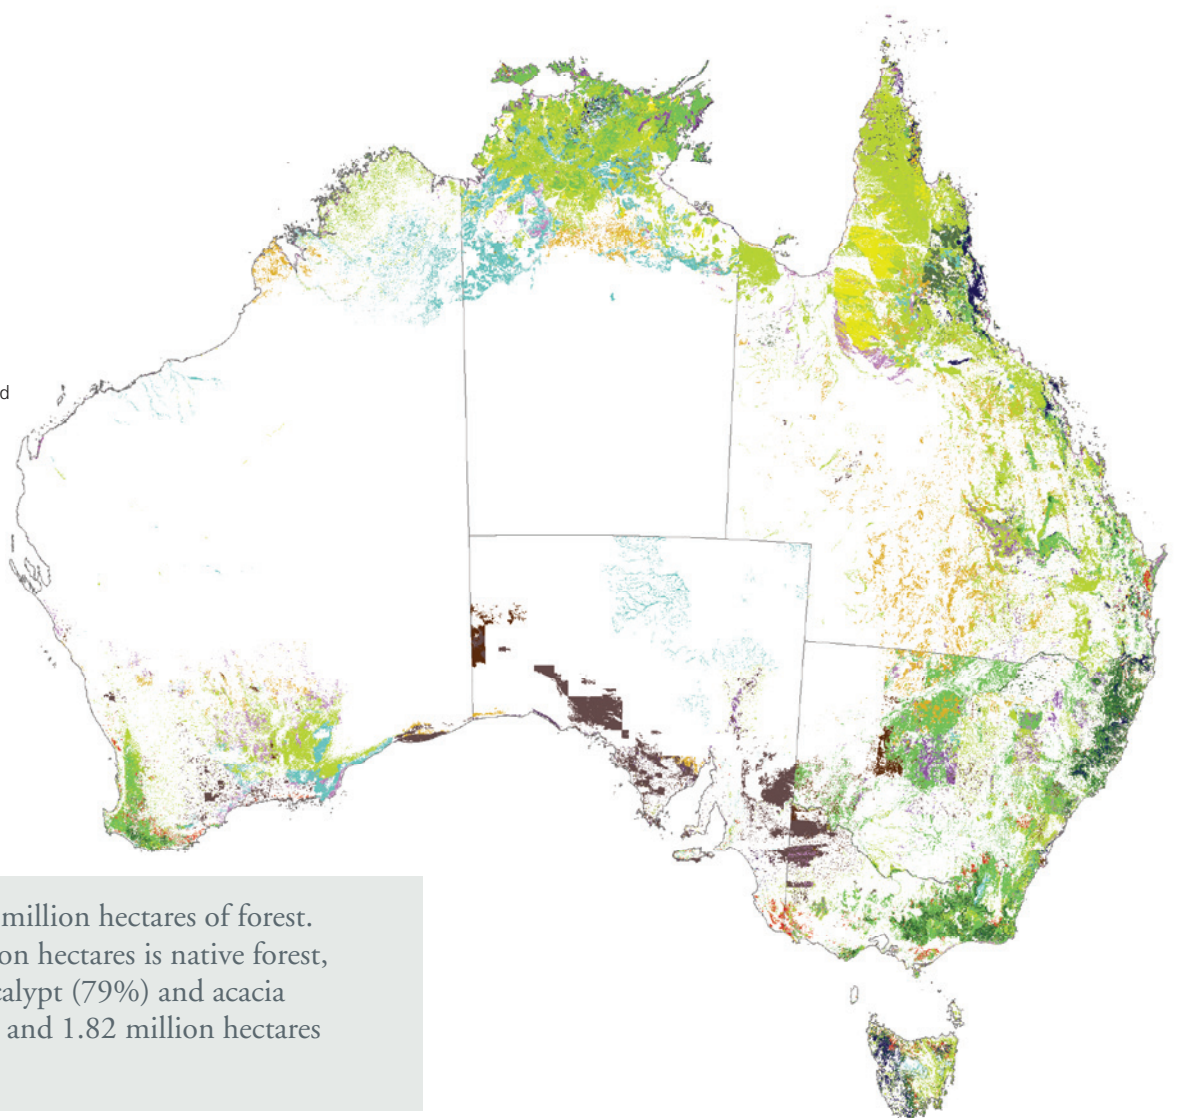 d
million hectares of forest.
on hectares is native forest,
calypt (79%) and acacia
and 1.82 million hectares